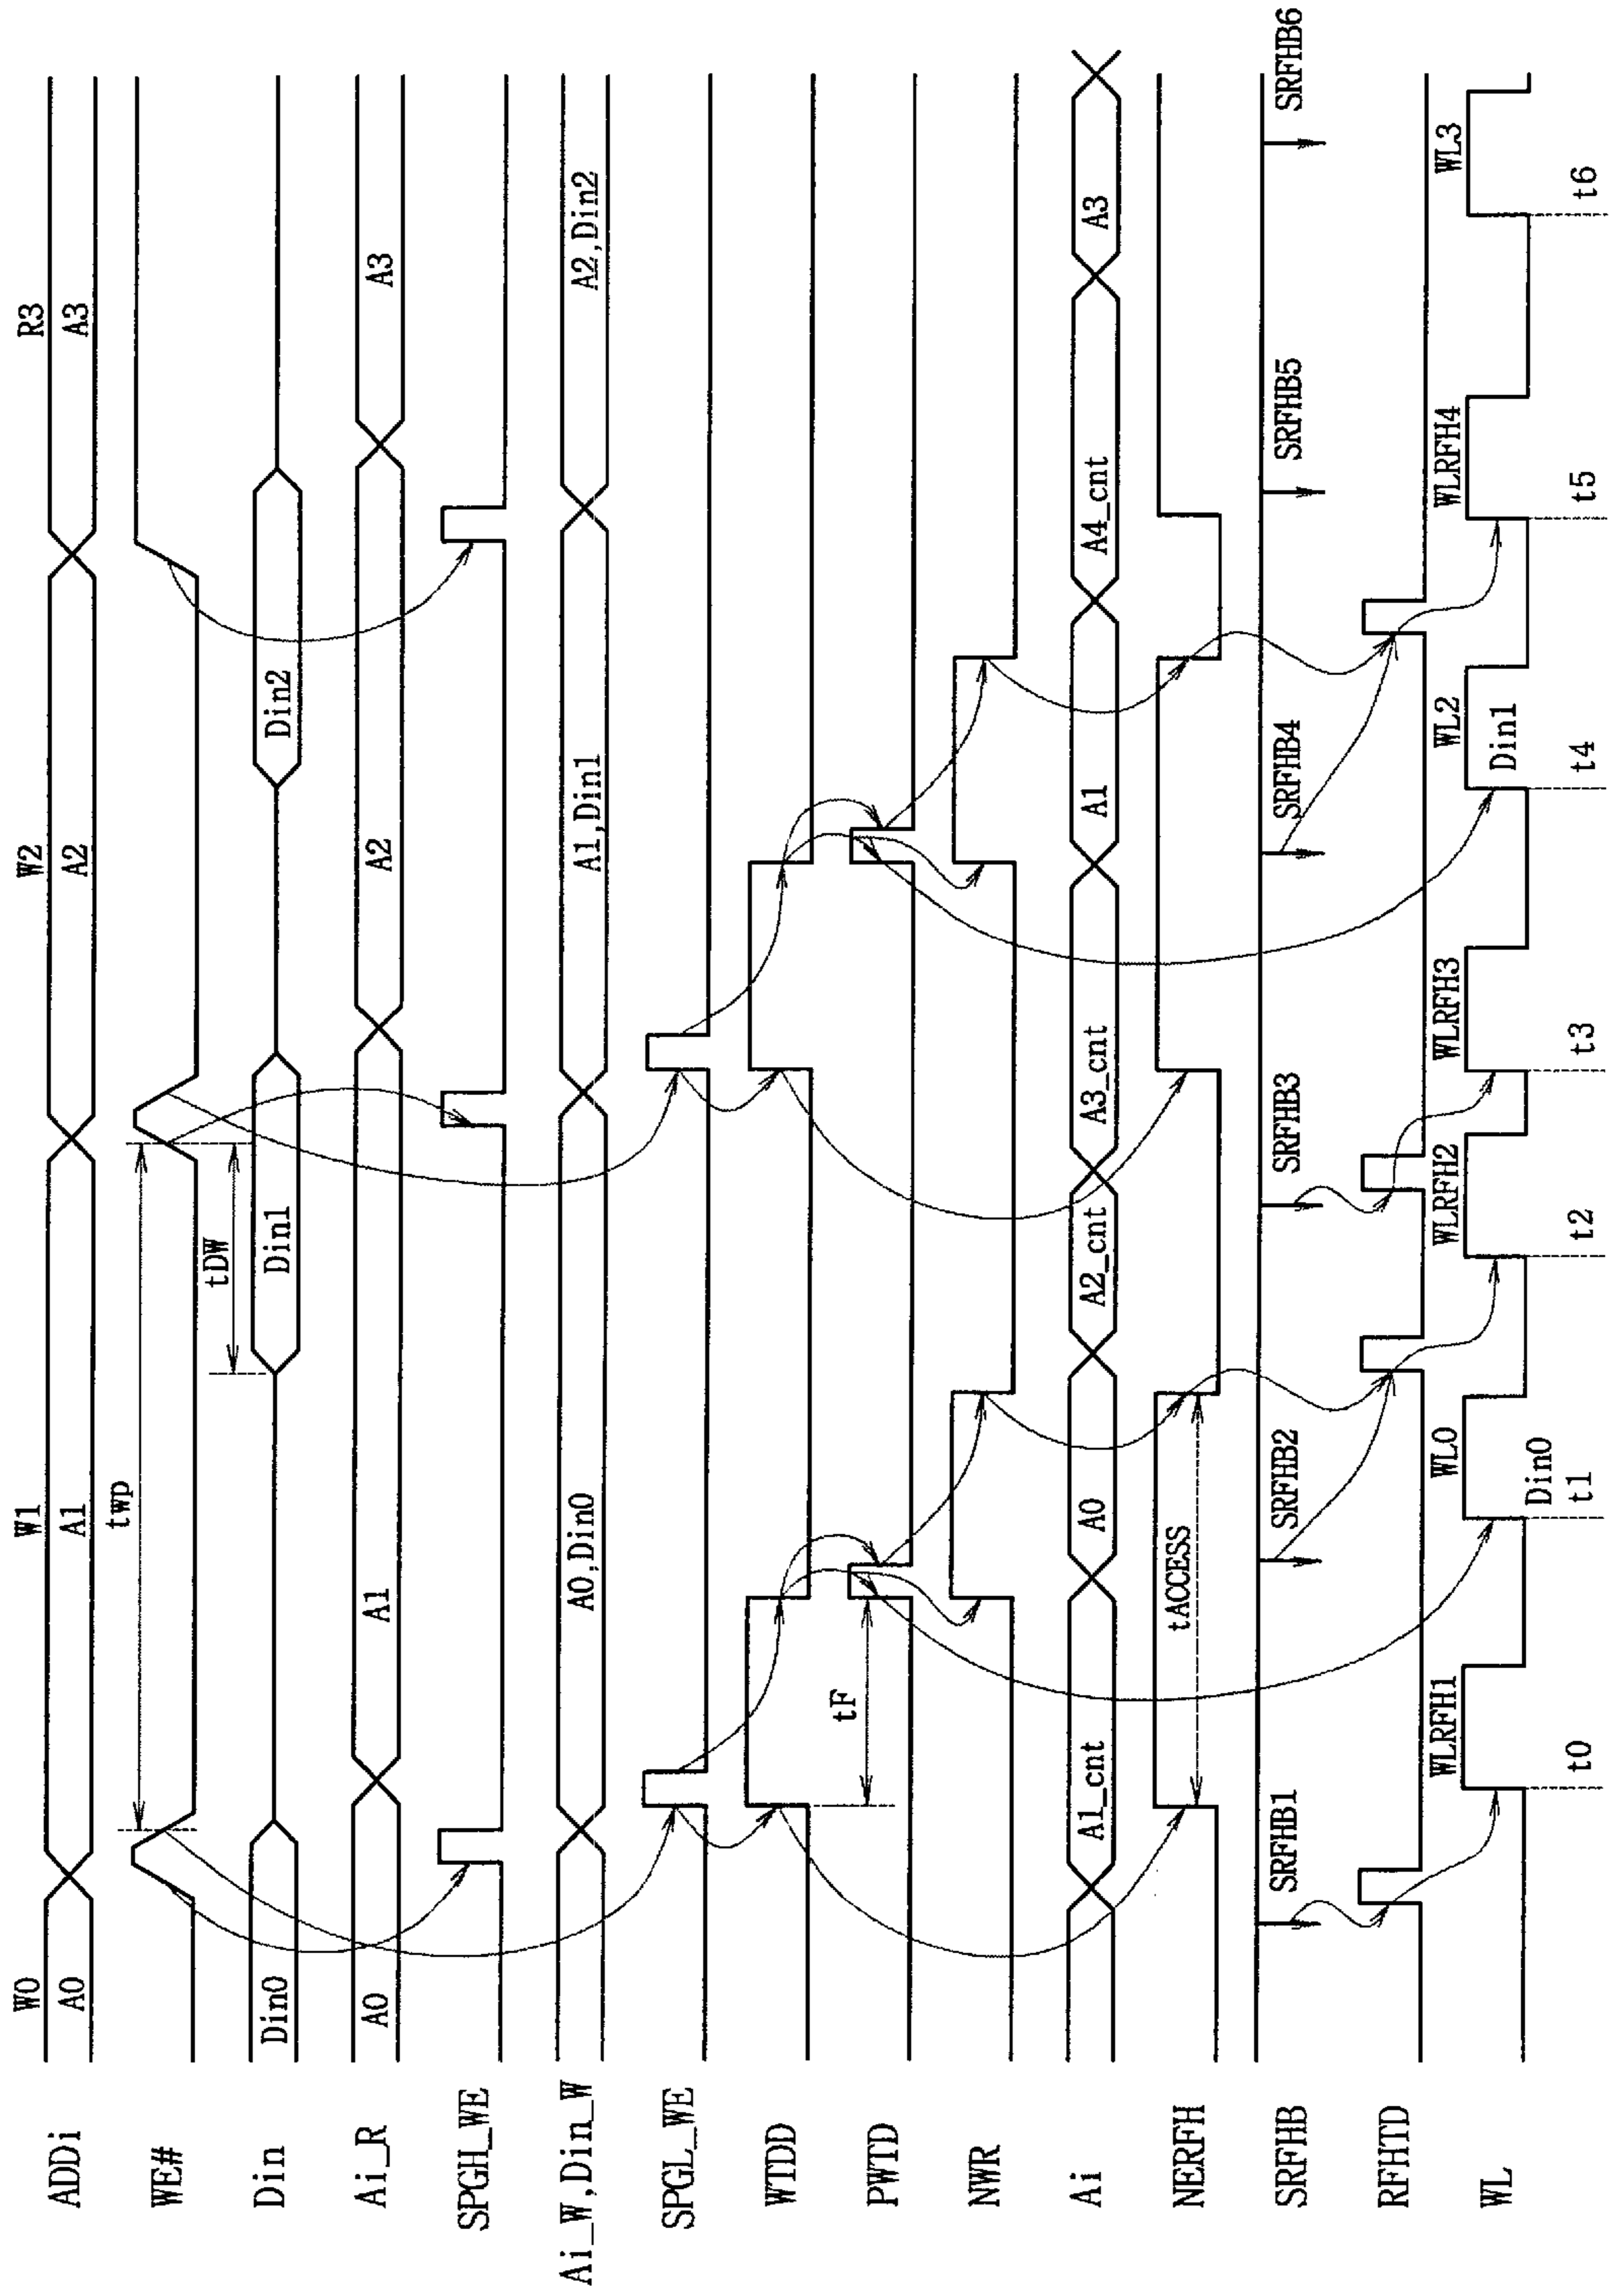 W0 W1 W2 R3
ADDi A0 A1 A2 A3
WE# twp
tDW
Din Din0 Din1 Din2
Ai_R A0 A1 A2 A3
SPGH_WE
Ai_W,Din_W A0,Din0 A1,Din1 A2,Din2
SPGL_WE
WTDD
PWTD tF
NWR
Ai A1_cnt A0 A2_cnt A3_cnt A1 A4_cnt A3
NERFH tACCESS
SRFHB SRFHB1 SRFHB2 SRFHB3 SRFHB4 SRFHB5 SRFHB6
RFHTD
WLRFH1 WL0 WLRFH2 WLRFH3 WL2 WLRFH4 WL3
WL Din0 Din1
t0 t1 t2 t3 t4 t5 t6